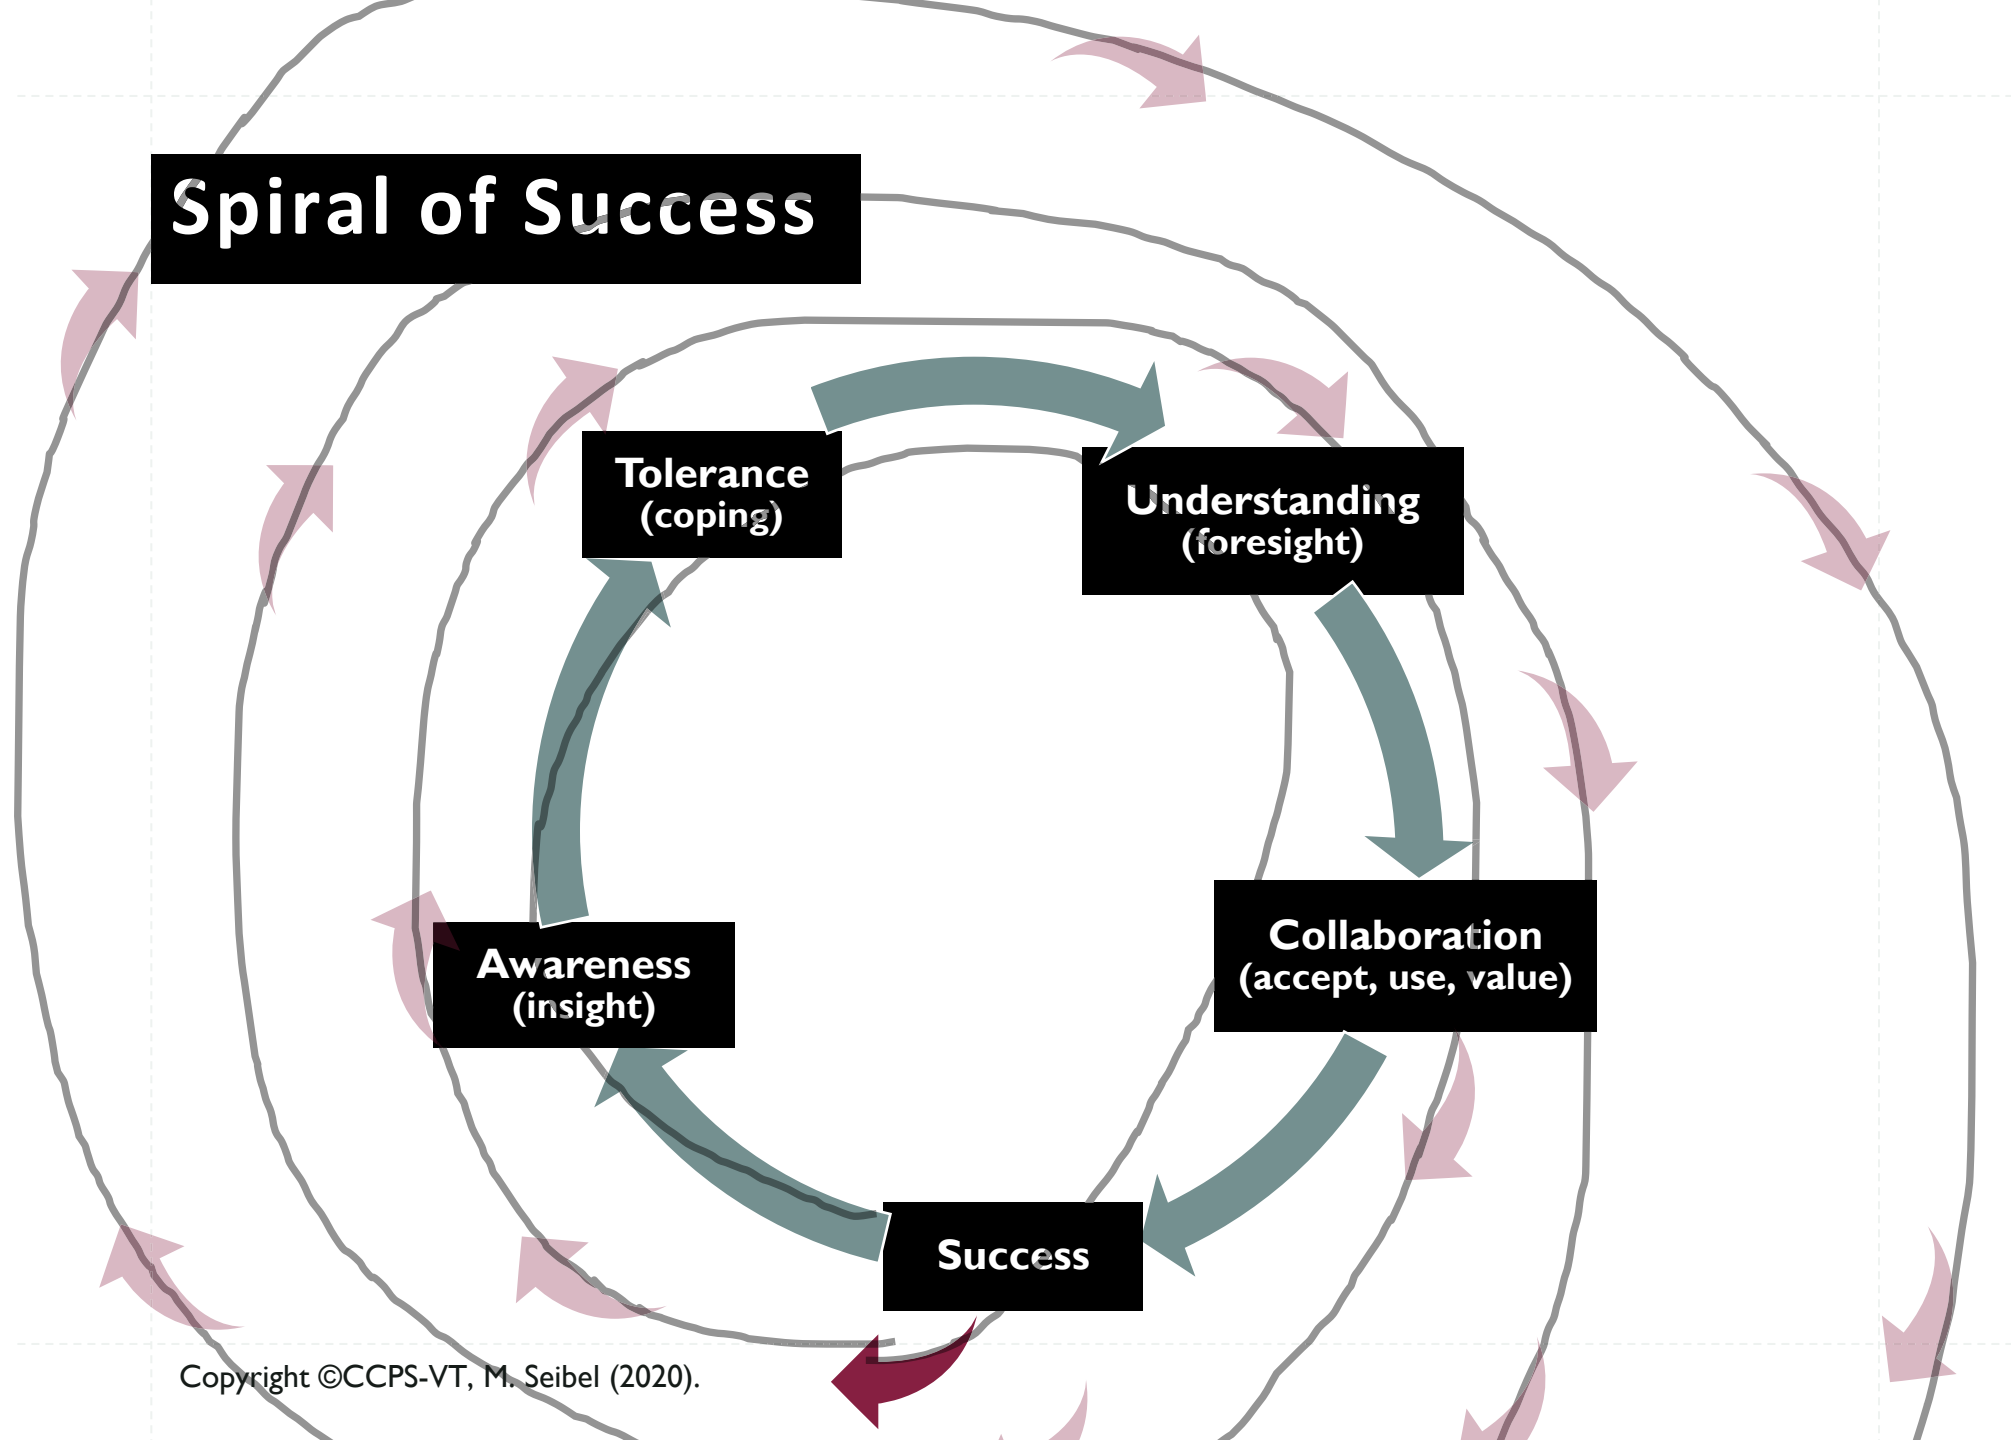 Spiral of Success
Tolerance
(coping)
Understanding
(foresight)
Collaboration
(accept, use, value)
Awareness
(insight)
Success
Copyright ©CCPS-VT, M. Seibel (2020).